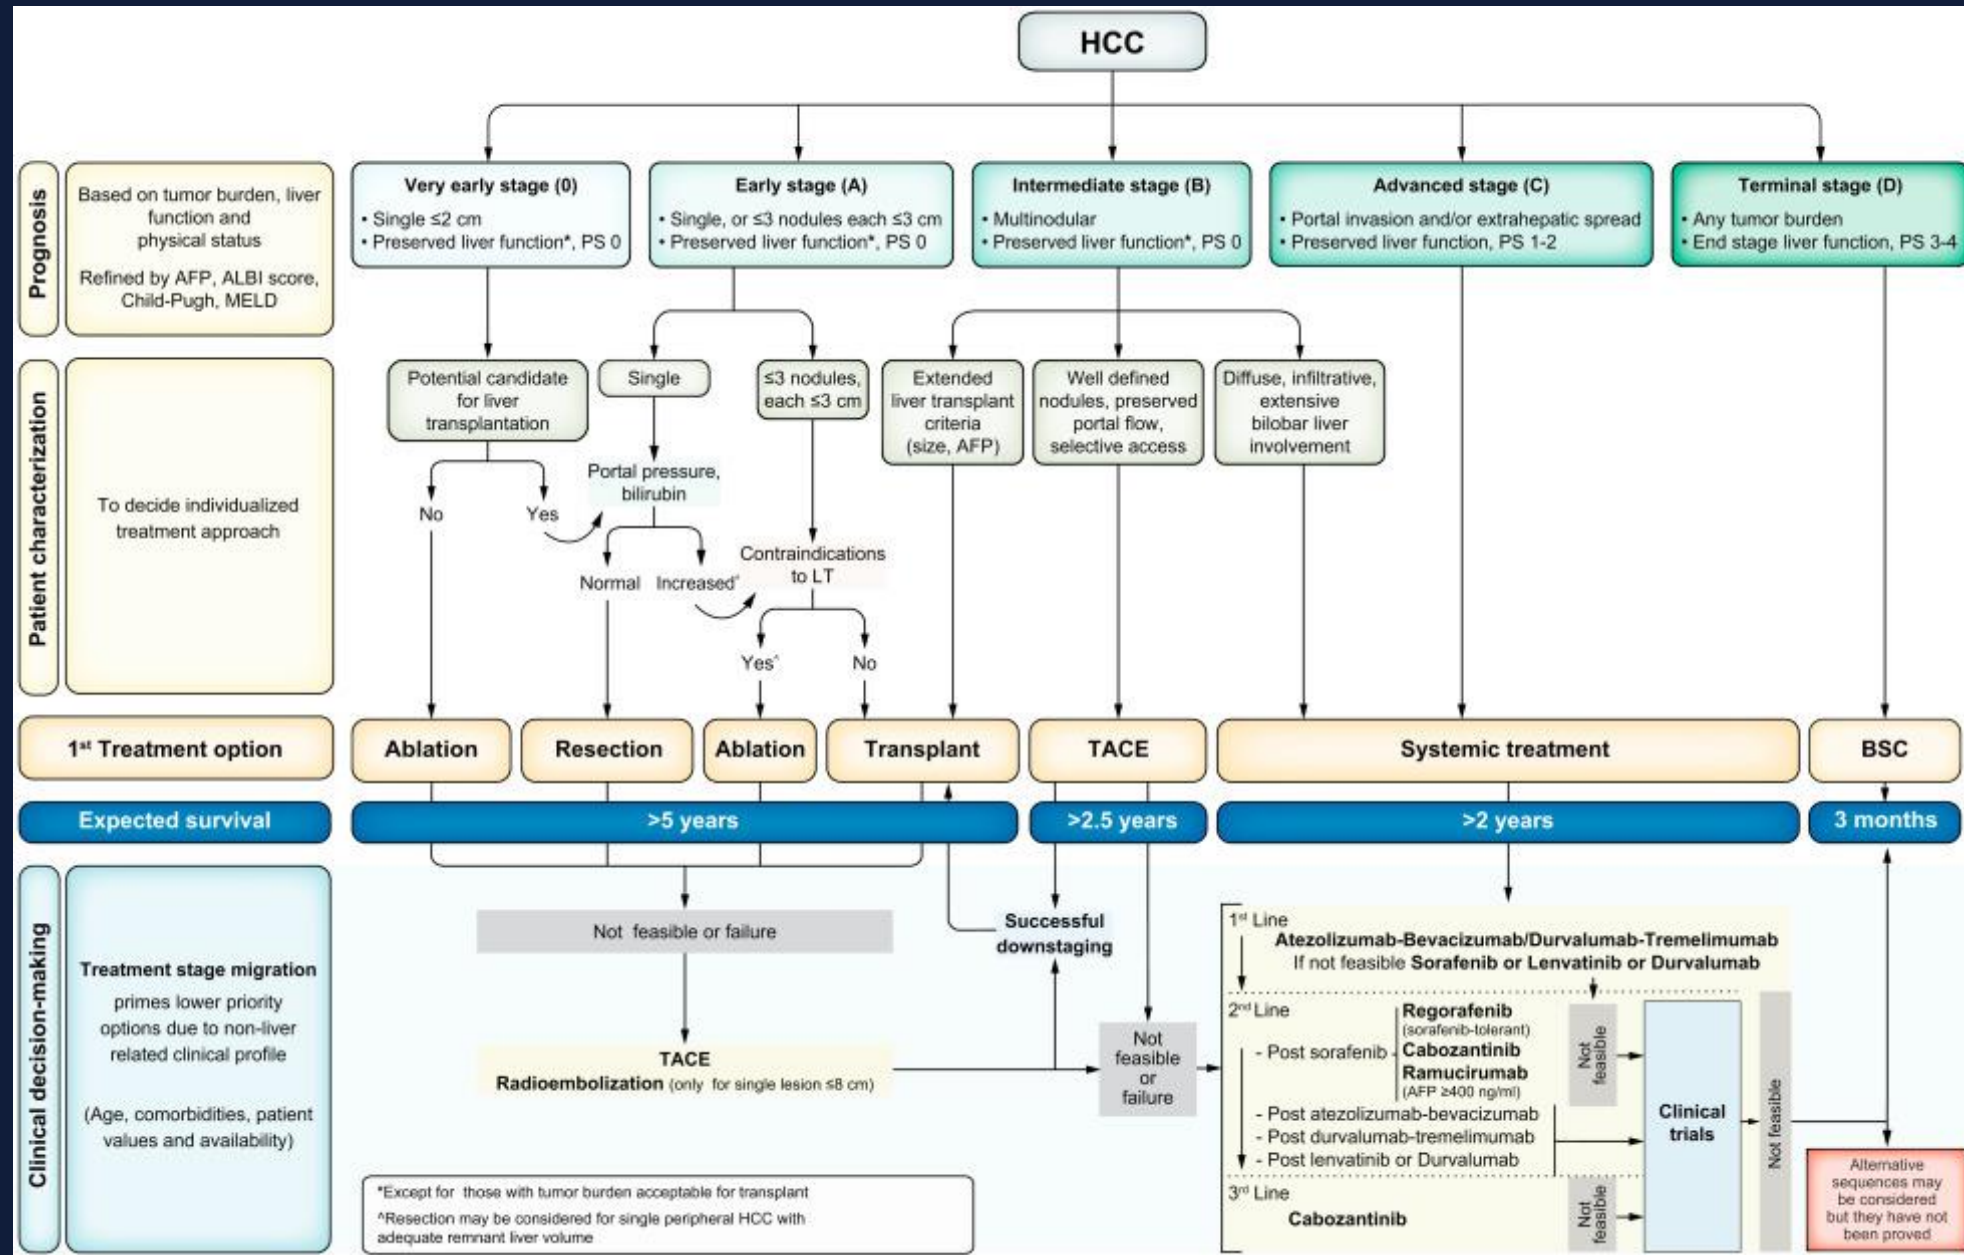 HCC
Prognosis
Based on tumor burden, liver
function and
physical status
Refined by AFP, ALBI score,
Child-Pugh, MELD
Very early stage (0)
• Single ≤2 cm
• Preserved liver function*, PS 0
Early stage (A)
• Single, or ≤3 nodules each ≤3 cm
• Preserved liver function*, PS 0
Intermediate stage (B)
• Multinodular
• Preserved liver function*, PS 0
Advanced stage (C)
• Portal invasion and/or extrahepatic spread
• Preserved liver function, PS 1-2
Terminal stage (D)
• Any tumor burden
• End stage liver function, PS 3-4
Patient characterization
To decide individualized
treatment approach
Potential candidate
for liver
transplantation
No
Yes
Single
Portal pressure,
bilirubin
Normal
Increased^
≤3 nodules,
each ≤3 cm
Contraindications
to LT
Yes^
No
Extended
liver transplant
criteria
(size, AFP)
Well defined
nodules, preserved
portal flow,
selective access
Diffuse, infiltrative,
extensive
bilobar liver
involvement
1st Treatment option
Ablation
Resection
Ablation
Transplant
TACE
Systemic treatment
BSC
Expected survival
>5 years
>2.5 years
>2 years
3 months
Clinical decision-making
Treatment stage migration
primes lower priority
options due to non-liver
related clinical profile
(Age, comorbidities, patient
values and availability)
Not feasible or failure
TACE
Radioembolization (only for single lesion ≤8 cm)
Successful
downstaging
Not
feasible
or
failure
1st Line
Atezolizumab-Bevacizumab/Durvalumab-Tremelimumab
If not feasible Sorafenib or Lenvatinib or Durvalumab
2nd Line
- Post sorafenib
Regorafenib
(sorafenib-tolerant)
Cabozantinib
Ramucirumab
(AFP ≥400 ng/ml)
- Post atezolizumab-bevacizumab
- Post durvalumab-tremelimumab
- Post lenvatinib or Durvalumab
3rd Line
Cabozantinib
Not
feasible
Not
feasible
Clinical
trials
Not feasible
Alternative
sequences may
be considered
but they have not
been proved
*Except for those with tumor burden acceptable for transplant
^Resection may be considered for single peripheral HCC with
adequate remnant liver volume